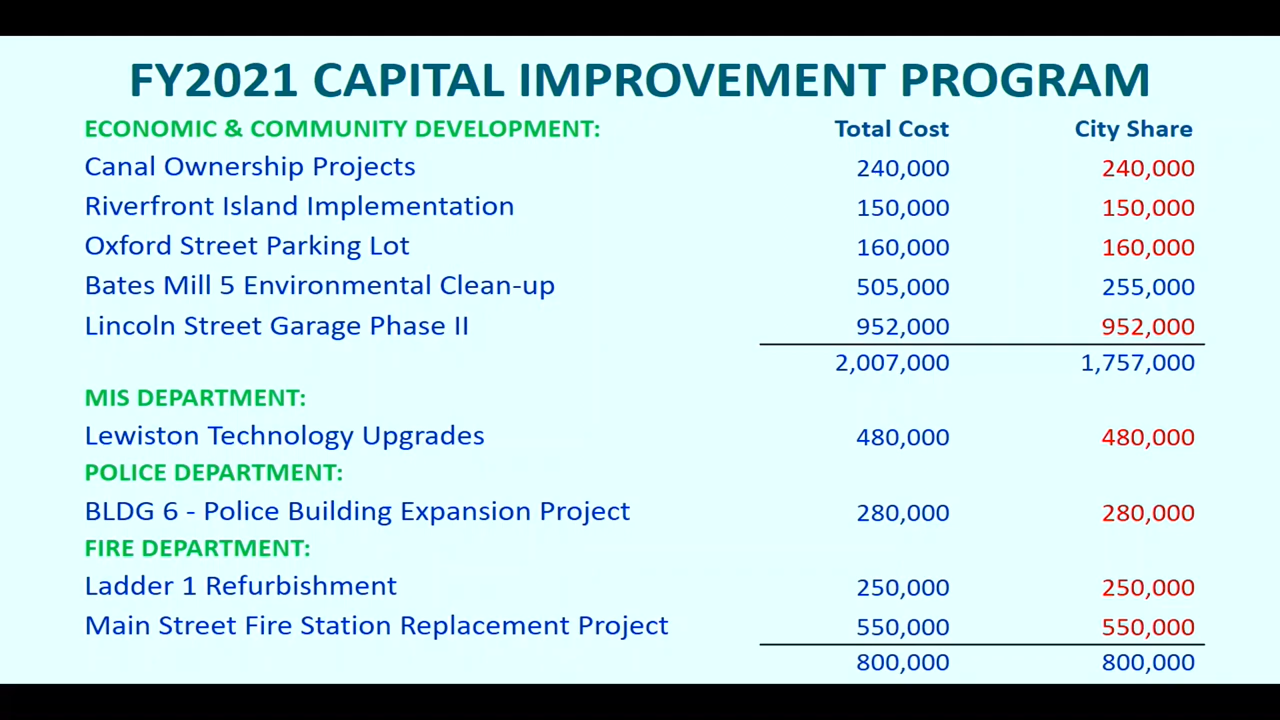 FY2021 CAPITAL IMPROVEMENT PROGRAM
ECONOMIC & COMMUNITY DEVELOPMENT: Total Cost City Share
Canal Ownership Projects 240,000 240,000
Riverfront Island Implementation 150,000 150,000
Oxford Street Parking Lot 160,000 160,000
Bates Mill 5 Environmental Clean-up 505,000 255,000
Lincoln Street Garage Phase II 952,000 952,000
2,007,000 1,757,000
MIS DEPARTMENT:
Lewiston Technology Upgrades 480,000 480,000
POLICE DEPARTMENT:
BLDG 6 - Police Building Expansion Project 280,000 280,000
FIRE DEPARTMENT:
Ladder 1 Refurbishment 250,000 250,000
Main Street Fire Station Replacement Project 550,000 550,000
800,000 800,000